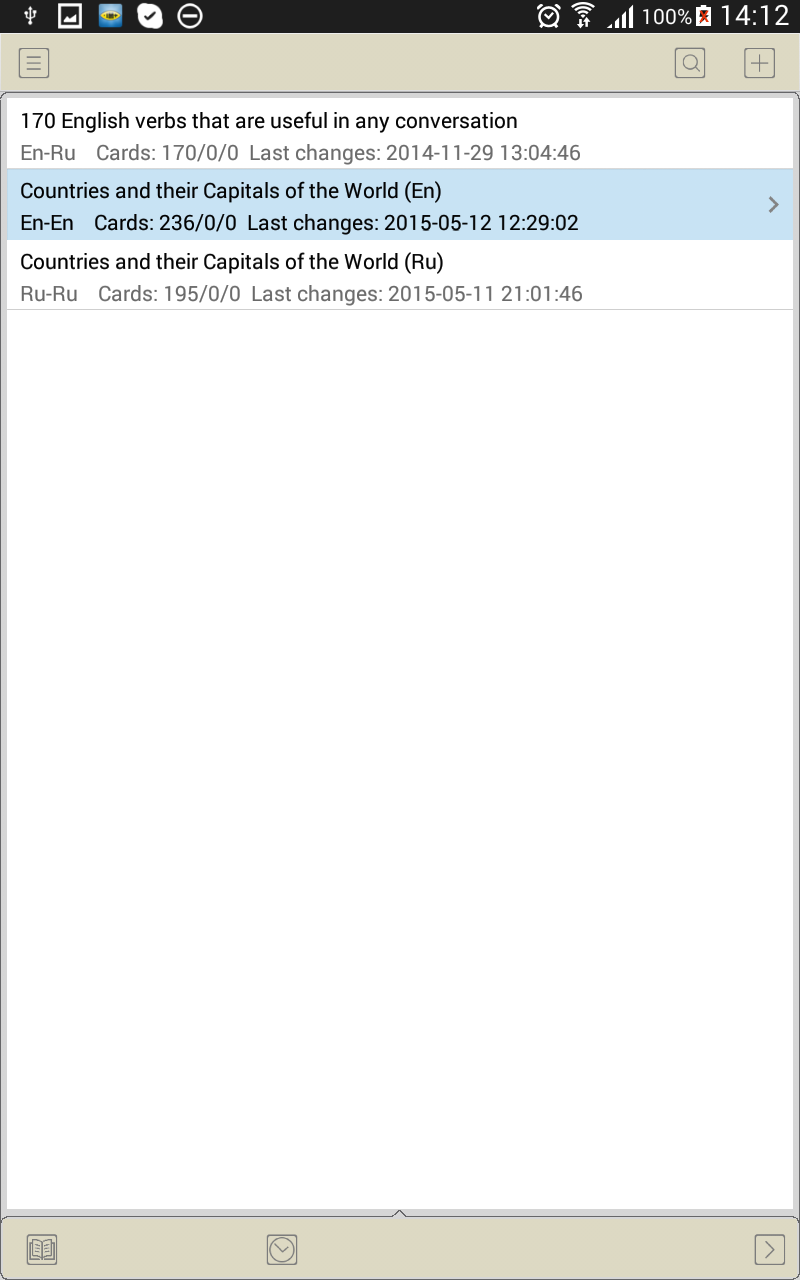 100% 14:12
170 English verbs that are useful in any conversation
En-Ru Cards: 170/0/0 Last changes: 2014-11-29 13:04:46
Countries and their Capitals of the World (En)
En-En Cards: 236/0/0 Last changes: 2015-05-12 12:29:02
Countries and their Capitals of the World (Ru)
Ru-Ru Cards: 195/0/0 Last changes: 2015-05-11 21:01:46